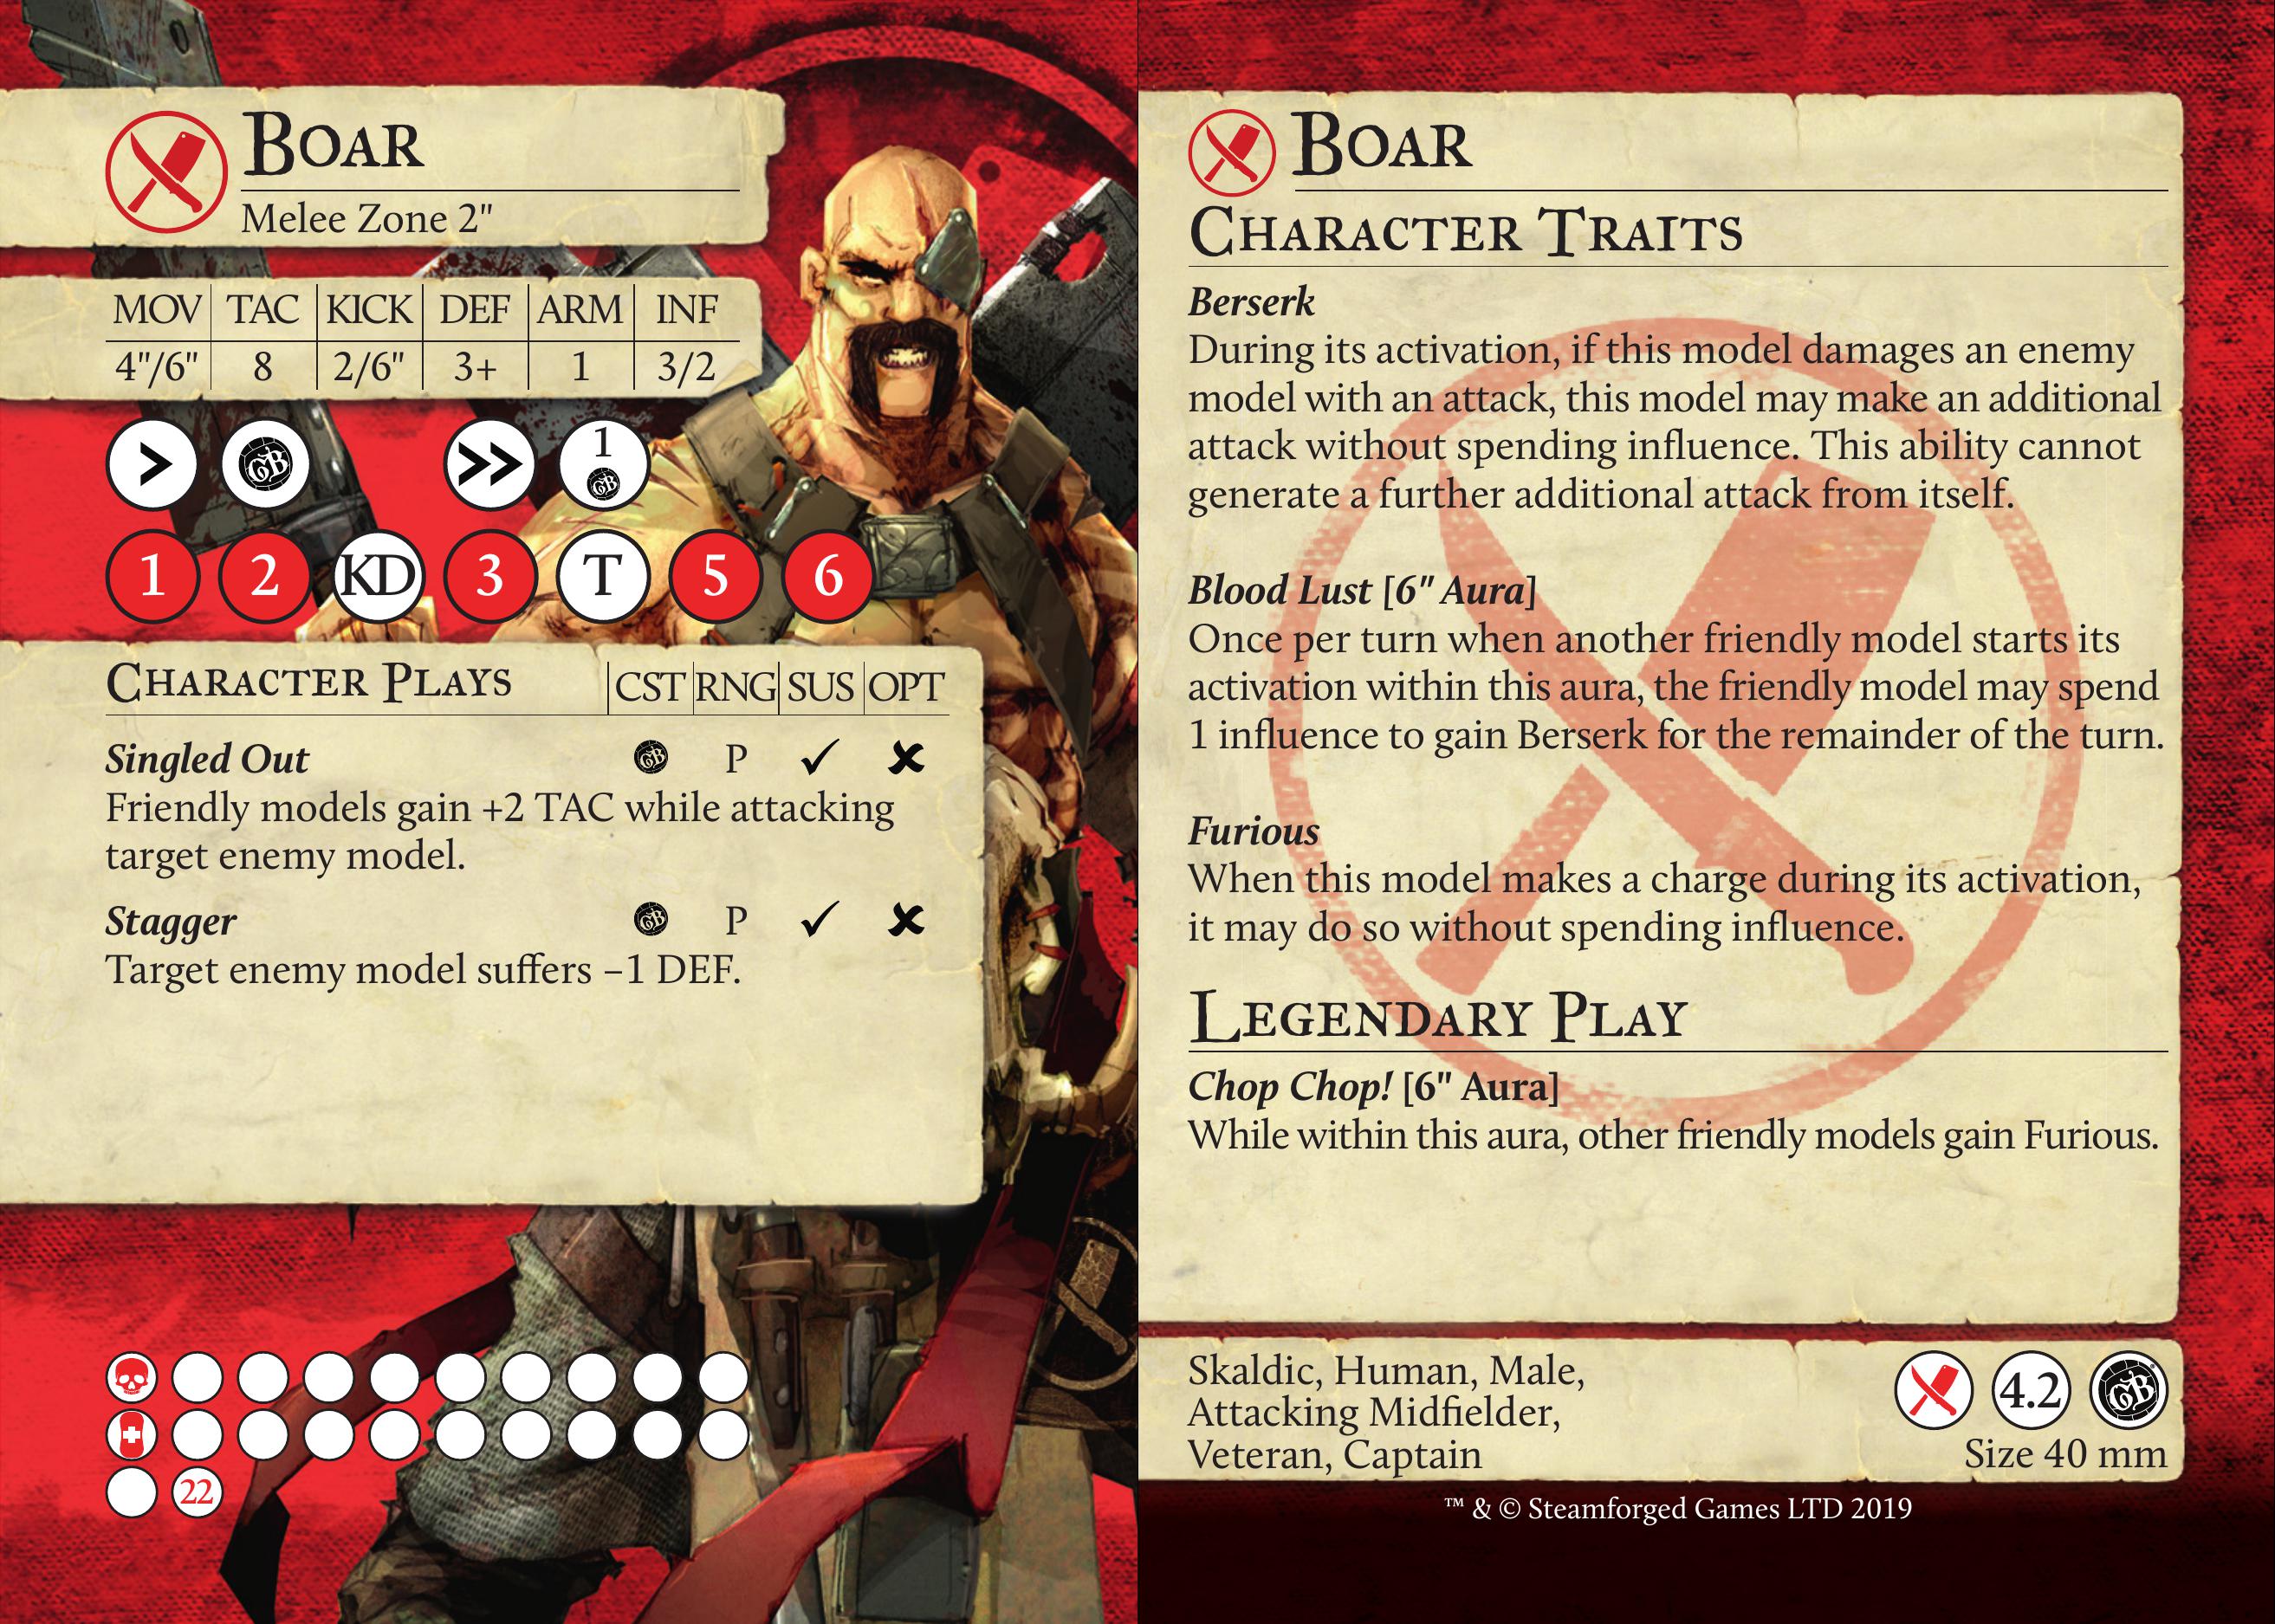 BOAR
Melee Zone 2"
MOV TAC KICK DEF ARM INF
4"/6" 8 2/6" 3+ 1 3/2
> GB >> 1 GB
1 2 KD 3 T 5 6
CHARACTER PLAYS CST RNG SUS OPT
Singled Out GB P ✓ ✘
Friendly models gain +2 TAC while attacking
target enemy model.
Stagger GB P ✓ ✘
Target enemy model suffers –1 DEF.
22
BOAR
CHARACTER TRAITS
Berserk
During its activation, if this model damages an enemy
model with an attack, this model may make an additional
attack without spending influence. This ability cannot
generate a further additional attack from itself.
Blood Lust [6" Aura]
Once per turn when another friendly model starts its
activation within this aura, the friendly model may spend
1 influence to gain Berserk for the remainder of the turn.
Furious
When this model makes a charge during its activation,
it may do so without spending influence.
LEGENDARY PLAY
Chop Chop! [6" Aura]
While within this aura, other friendly models gain Furious.
Skaldic, Human, Male,
Attacking Midfielder,
Veteran, Captain
4.2 GB
Size 40 mm
™ & © Steamforged Games LTD 2019